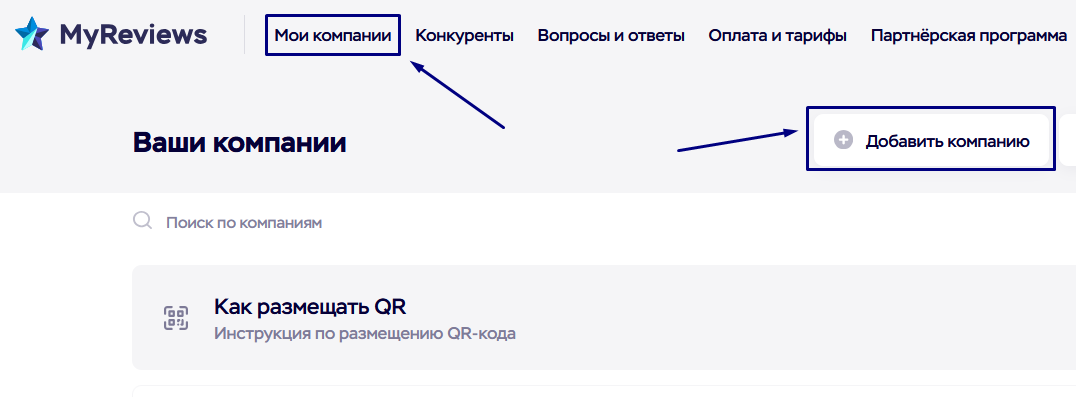 MyReviews
Мои компании Конкуренты Вопросы и ответы Оплата и тарифы Партнёрская программа
Ваши компании
Добавить компанию
Поиск по компаниям
Как размещать QR
Инструкция по размещению QR-кода